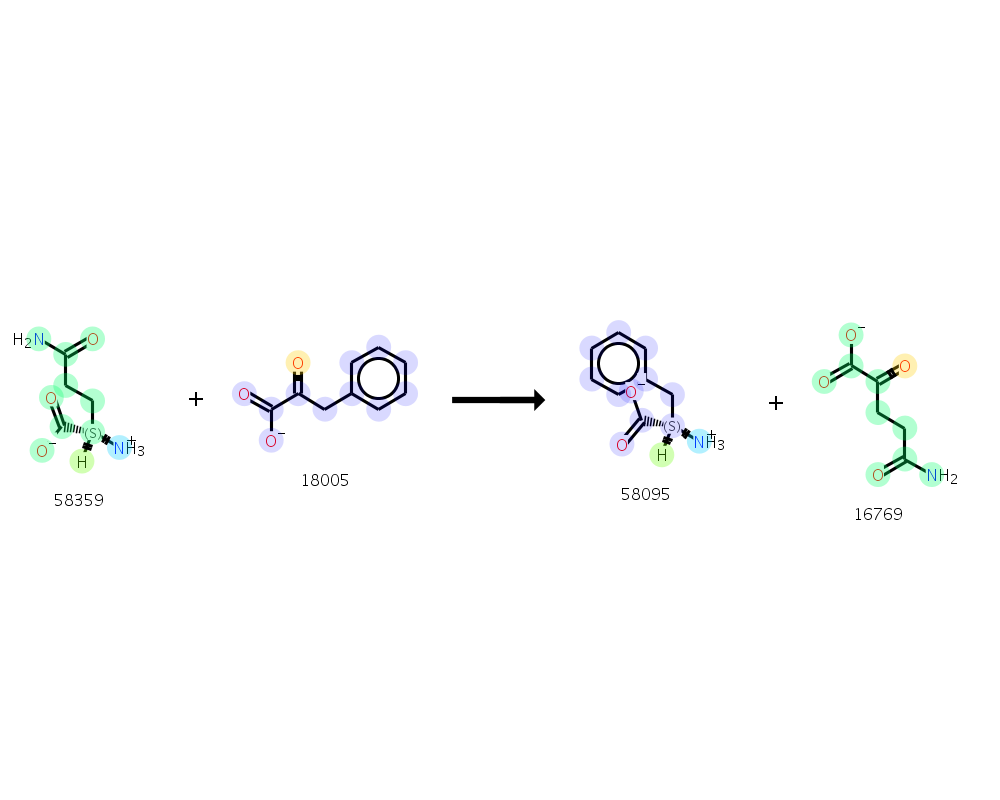 H2N O
O
(S)
O− H NH3+
58359
+
O
O
O−
18005
O−
O
(S)
H NH3+
58095
+
O−
O
O
O
NH2
16769